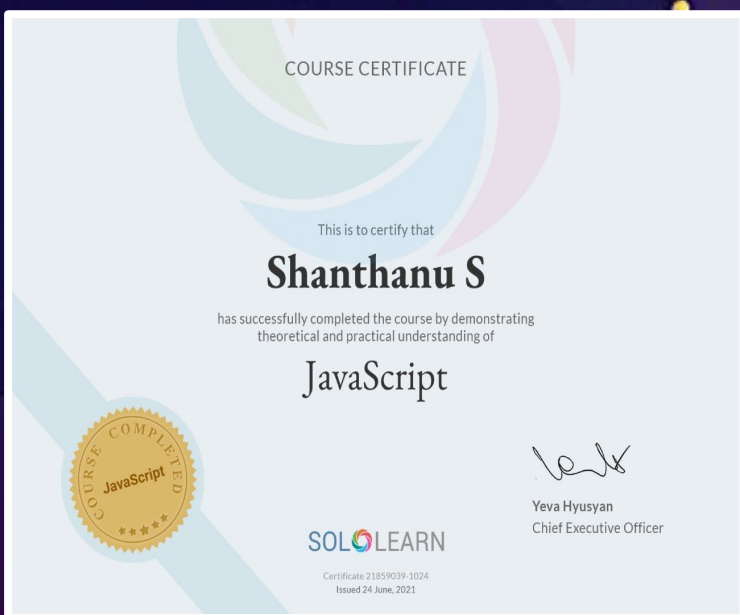 COURSE CERTIFICATE
This is to certify that
Shanthanu S
has successfully completed the course by demonstrating
theoretical and practical understanding of
JavaScript
COURSE COMPLETED
JavaScript
Yeva Hyusyan
Chief Executive Officer
SOLOLEARN
Certificate 21859039-1024
Issued 24 June, 2021